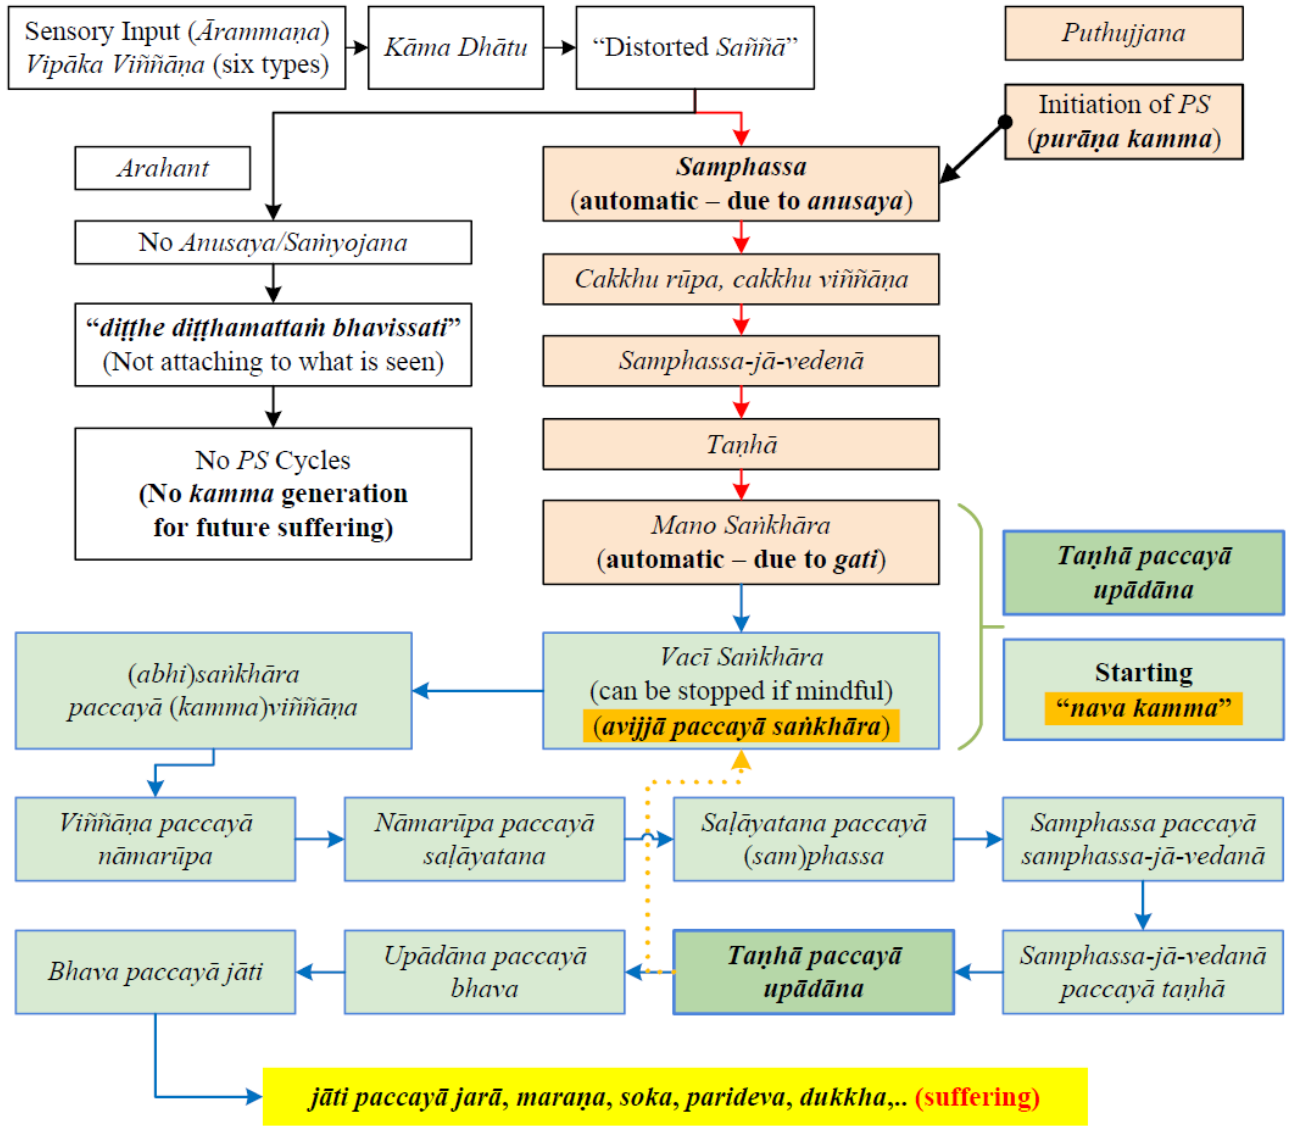 Sensory Input (Ārammaṇa)
Vipāka Viññāṇa (six types)
Kāma Dhātu
“Distorted Saññā”
Puthujjana
Initiation of PS
(purāṇa kamma)
Arahant
No Anusaya/Saṁyojana
“diṭṭhe diṭṭhamattaṁ bhavissati”
(Not attaching to what is seen)
No PS Cycles
(No kamma generation
for future suffering)
Samphassa
(automatic – due to anusaya)
Cakkhu rūpa, cakkhu viññāṇa
Samphassa-jā-vedenā
Taṇhā
Mano Saṅkhāra
(automatic – due to gati)
Taṇhā paccayā
upādāna
Starting
“nava kamma”
Vacī Saṅkhāra
(can be stopped if mindful)
(avijjā paccayā saṅkhāra)
(abhi)saṅkhāra
paccayā (kamma)viññāṇa
Viññāṇa paccayā
nāmarūpa
Nāmarūpa paccayā
saḷāyatana
Saḷāyatana paccayā
(sam)phassa
Samphassa paccayā
samphassa-jā-vedanā
Samphassa-jā-vedanā
paccayā taṇhā
Taṇhā paccayā
upādāna
Upādāna paccayā
bhava
Bhava paccayā jāti
jāti paccayā jarā, maraṇa, soka, parideva, dukkha,.. (suffering)